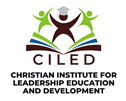 CILED
CHRISTIAN INSTITUTE FOR
LEADERSHIP EDUCATION
AND DEVELOPMENT